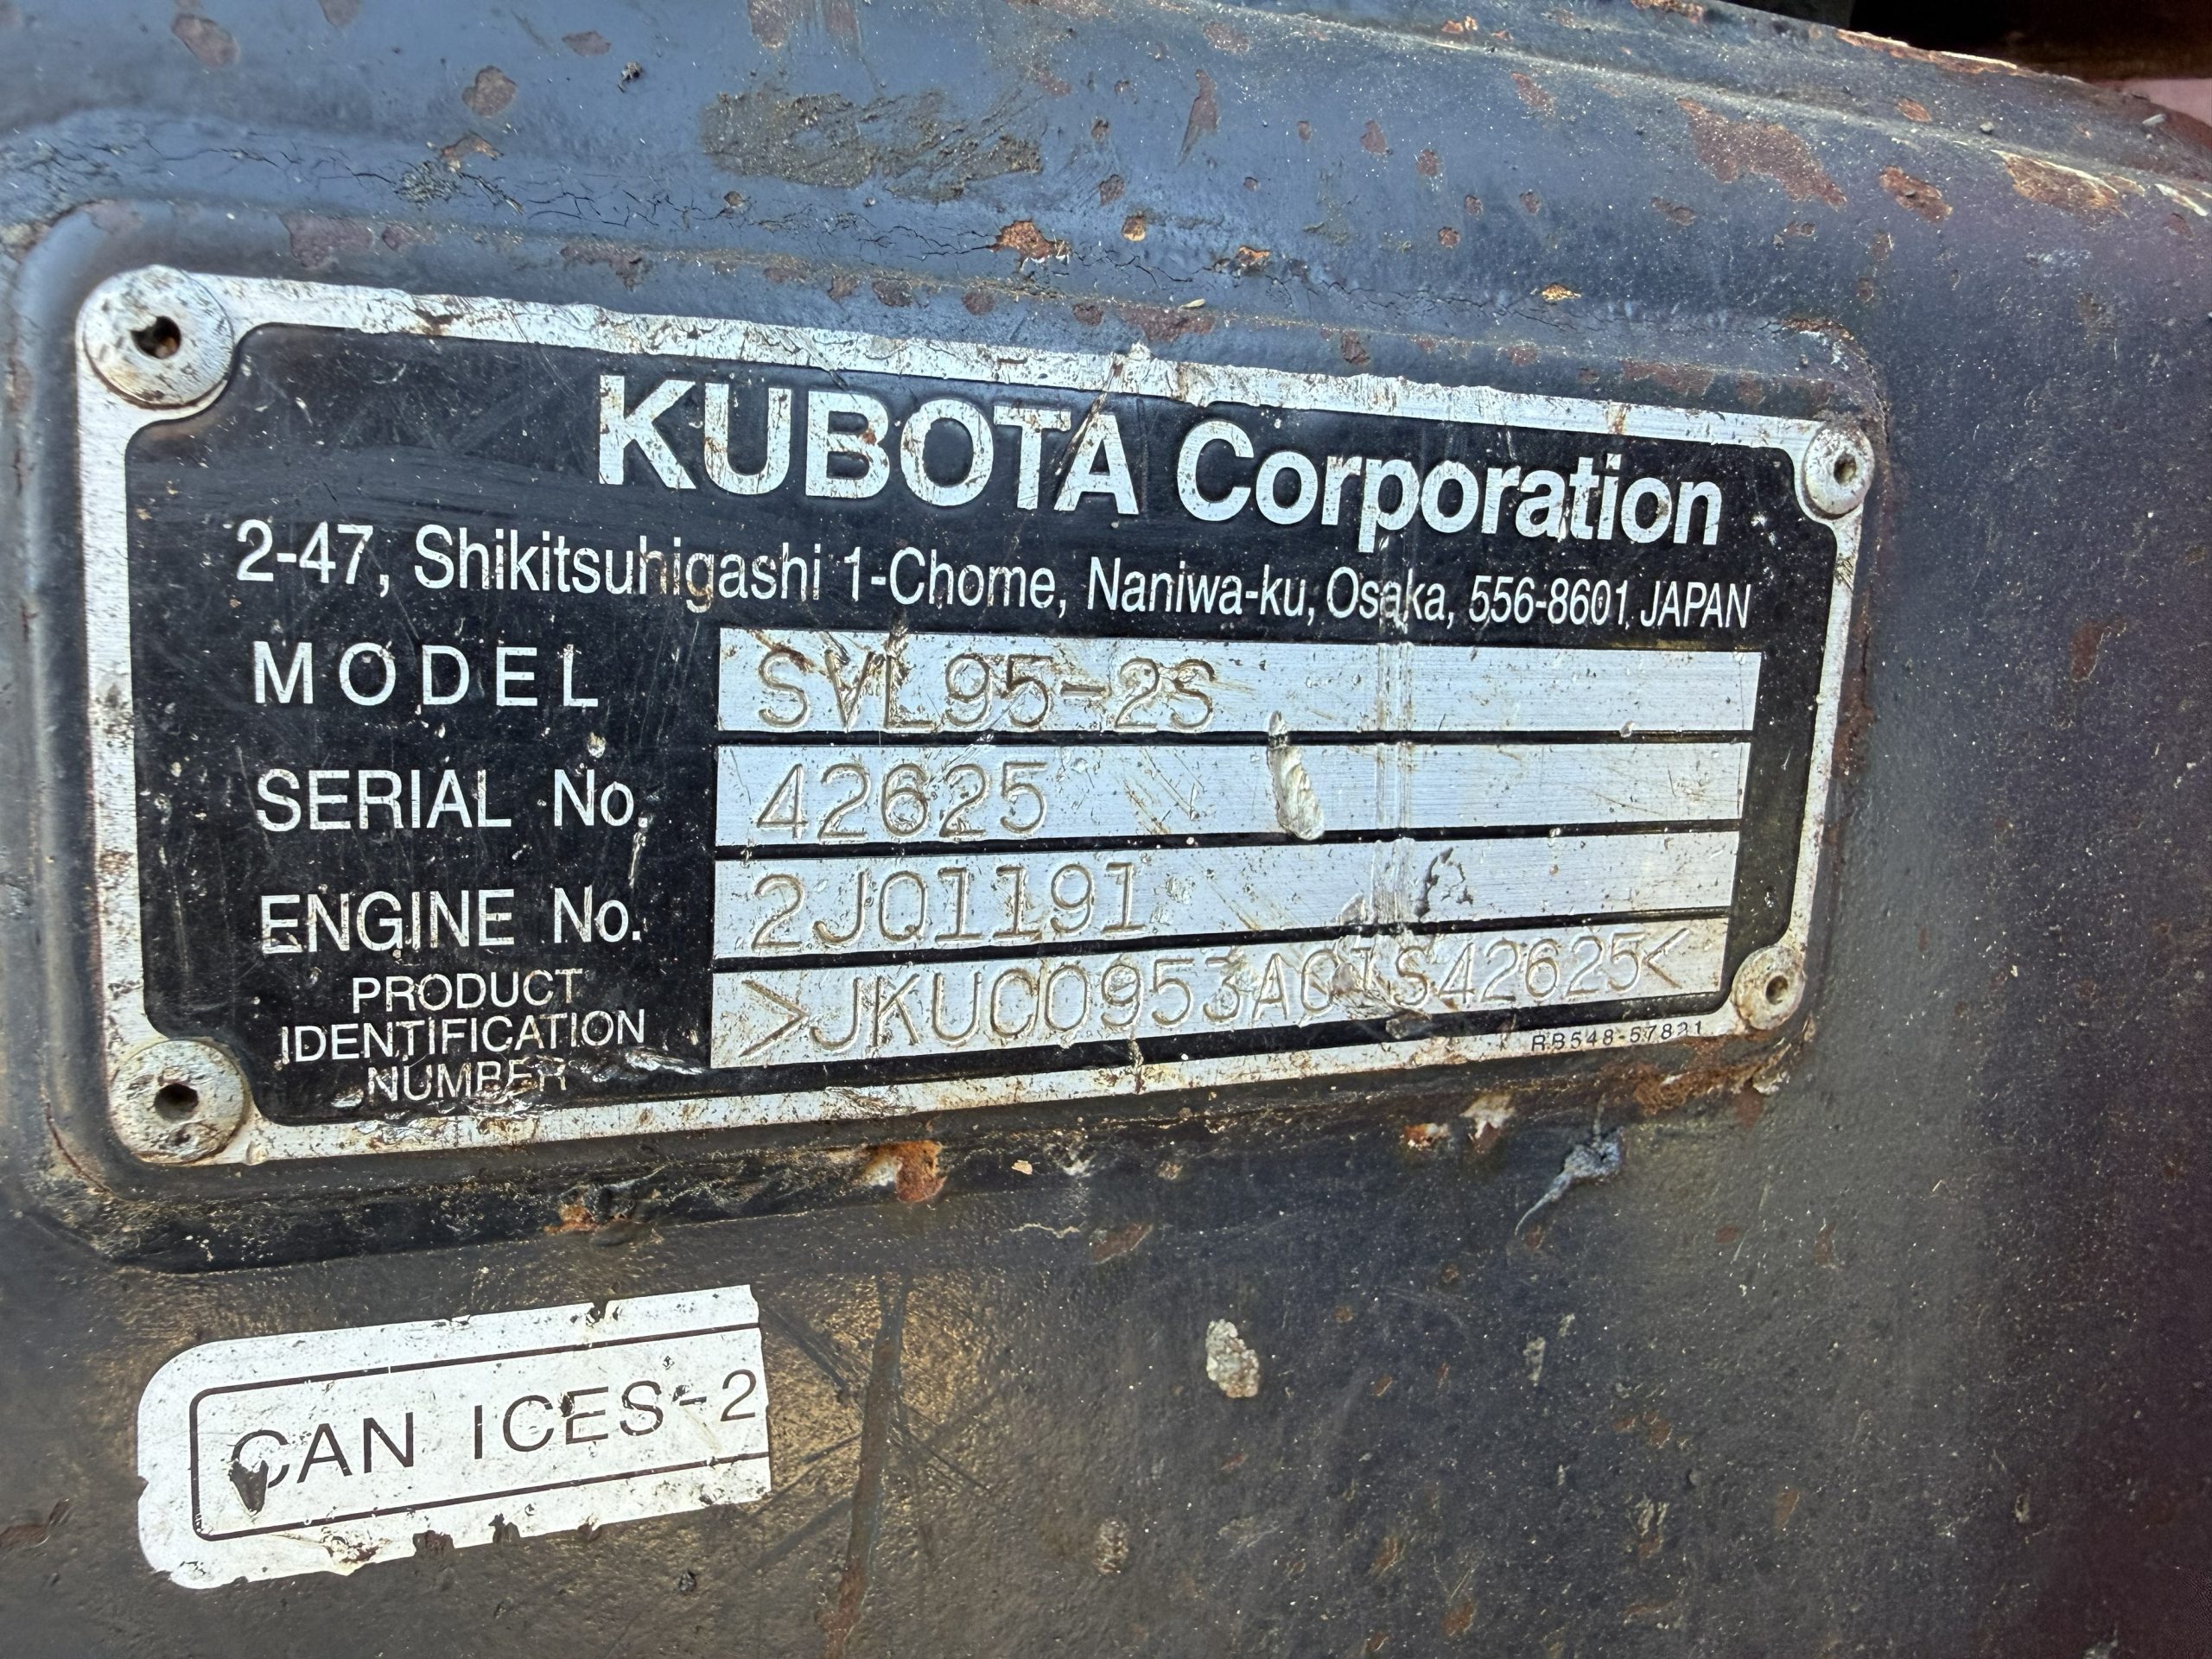 KUBOTA Corporation
2-47, Shikitsuhigashi 1-Chome, Naniwa-ku, Osaka, 556-8601 JAPAN
MODEL SVL95-2S
SERIAL No. 42625
ENGINE No. 2JQ1191
PRODUCT
IDENTIFICATION
NUMBER
RB548-57821
CAN ICES-2